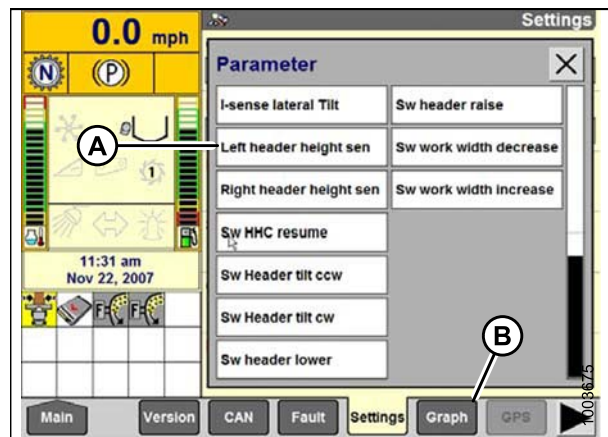 0.0 mph
Settings
N
(P)
Parameter
I-sense lateral Tilt
Sw header raise
A
Left header height sen
Sw work width decrease
1
Right header height sen
Sw work width increase
Sw HHC resume
11:31 am
Nov 22, 2007
Sw Header tilt ccw
F
F
Sw Header tilt cw
B
Sw header lower
1003675
Main
Version
CAN
Fault
Settings
Graph
GPS